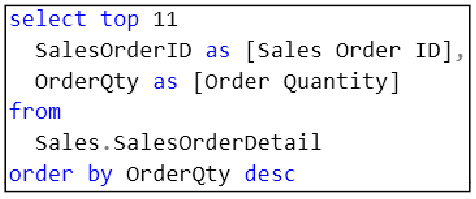 select top 11
SalesOrderID as [Sales Order ID],
OrderQty as [Order Quantity]
from
Sales.SalesOrderDetail
order by OrderQty desc